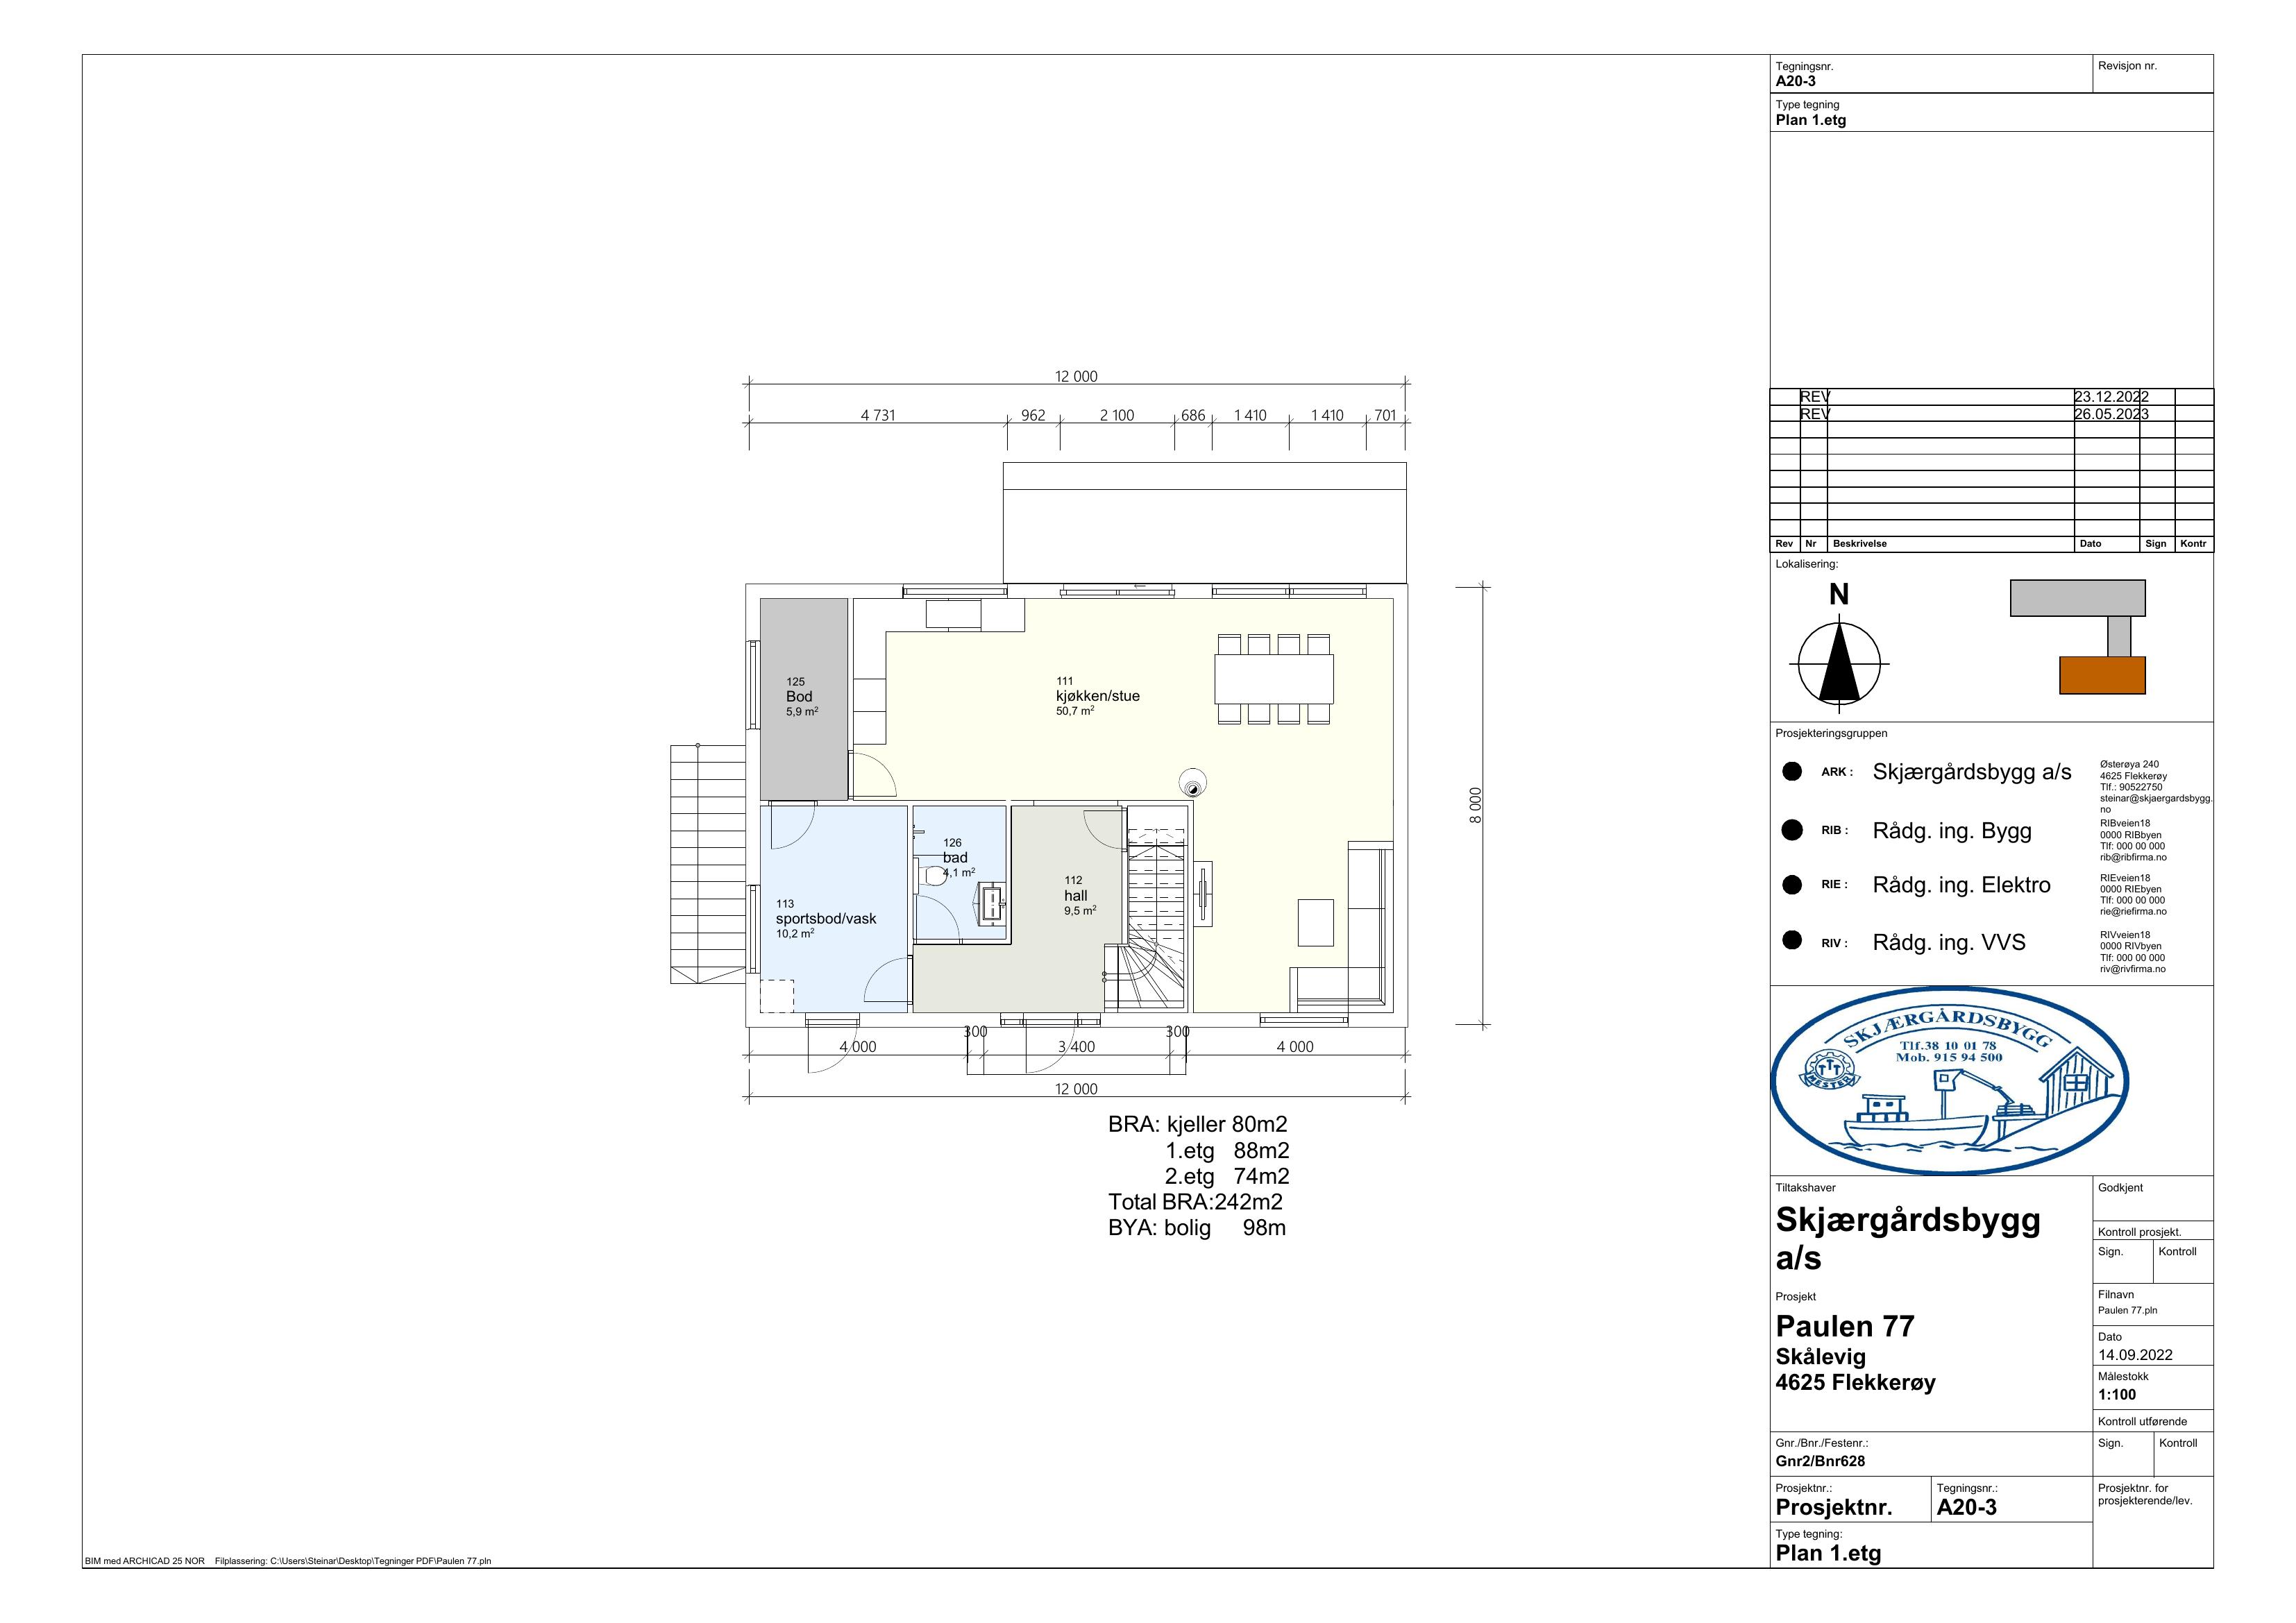 12 000
4 731 962 2 100 686 1 410 1 410 701
8 000
125
Bod
5,9 m²
111
kjøkken/stue
50,7 m²
126
bad
4,1 m²
112
hall
9,5 m²
113
sportsbod/vask
10,2 m²
300 300
4 000 3 400 4 000
12 000
BRA: kjeller 80m2
1.etg 88m2
2.etg 74m2
Total BRA:242m2
BYA: bolig 98m
BIM med ARCHICAD 25 NOR Filplassering: C:\Users\Steinar\Desktop\Tegninger PDF\Paulen 77.pln
Tegningsnr.
A20-3
Revisjon nr.
Type tegning
Plan 1.etg
REV 23.12.2022
REV 26.05.2023
Rev Nr Beskrivelse Dato Sign Kontr
Lokalisering:
N
Prosjekteringsgruppen
ARK : Skjærgårdsbygg a/s
Østerøya 240
4625 Flekkerøy
Tlf.: 90522750
steinar@skjaergardsbygg.
no
RIB : Rådg. ing. Bygg
RIBveien18
0000 RIBbyen
Tlf: 000 00 000
rib@ribfirma.no
RIE : Rådg. ing. Elektro
RIEveien18
0000 RIEbyen
Tlf: 000 00 000
rie@riefirma.no
RIV : Rådg. ing. VVS
RIVveien18
0000 RIVbyen
Tlf: 000 00 000
riv@rivfirma.no
SKJÆRGÅRDSBYGG
Tlf.38 10 01 78
Mob. 915 94 500
TTT
MESTER
Tiltakshaver
Skjærgårdsbygg
a/s
Godkjent
Kontroll prosjekt.
Sign. Kontroll
Prosjekt
Paulen 77
Skålevig
4625 Flekkerøy
Filnavn
Paulen 77.pln
Dato
14.09.2022
Målestokk
1:100
Kontroll utførende
Sign. Kontroll
Gnr./Bnr./Festenr.:
Gnr2/Bnr628
Prosjektnr.:
Prosjektnr.
Tegningsnr.:
A20-3
Prosjektnr. for
prosjekterende/lev.
Type tegning:
Plan 1.etg